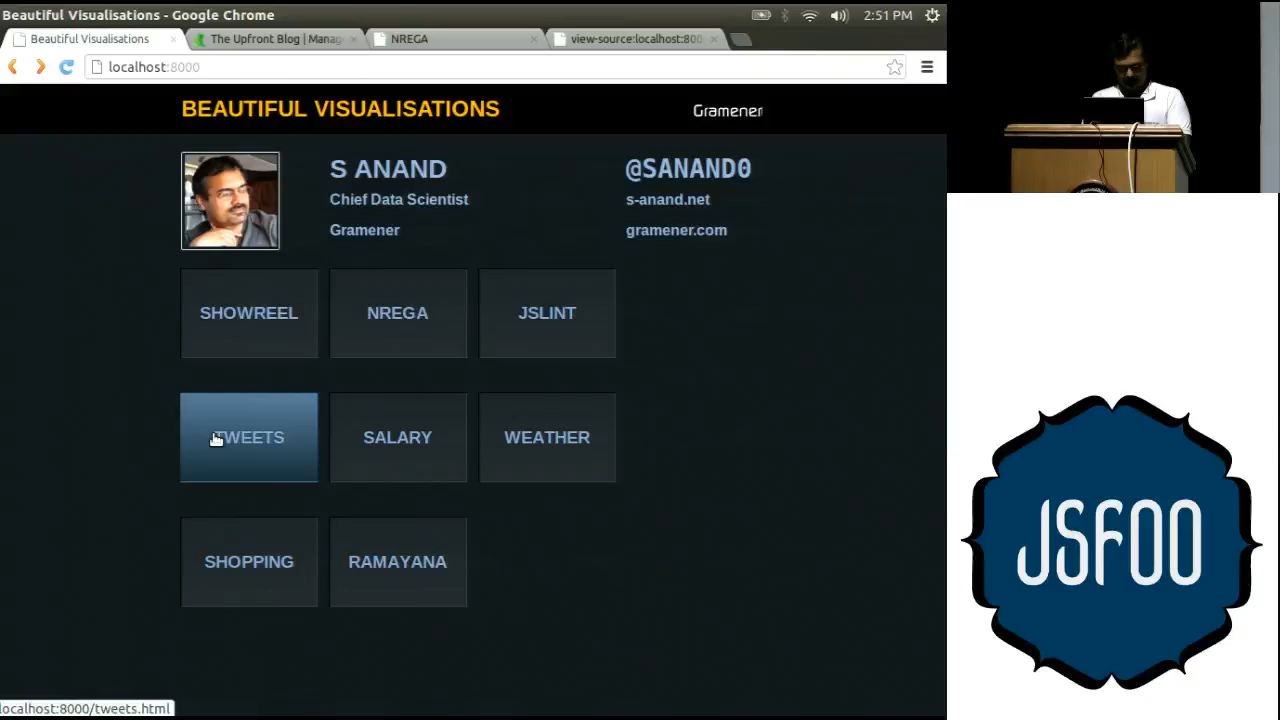 Beautiful Visualisations - Google Chrome
2:51 PM
Beautiful Visualisations
The Upfront Blog | Manag
NREGA
view-source:localhost:800
localhost:8000
BEAUTIFUL VISUALISATIONS
Gramener
S ANAND
@SANAND0
Chief Data Scientist
s-anand.net
Gramener
gramener.com
SHOWREEL
NREGA
JSLINT
TWEETS
SALARY
WEATHER
SHOPPING
RAMAYANA
localhost:8000/tweets.html
JSFOO